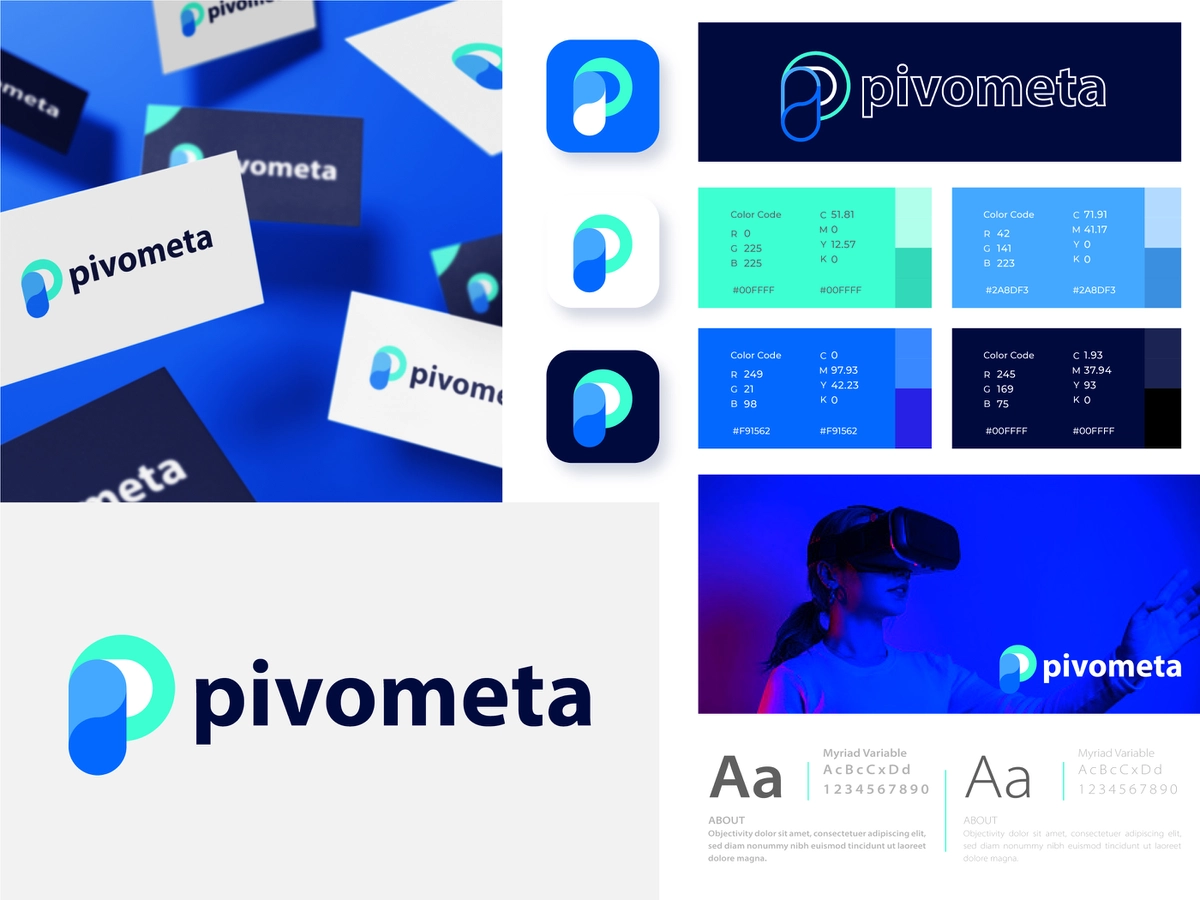 pivometa
meta
vometa
pivometa
pivome
meta
pivometa
pivometa
Color Code
R 0
G 225
B 225
C 51.81
M 0
Y 12.57
K 0
#00FFFF
#00FFFF
Color Code
R 42
G 141
B 223
C 71.91
M 41.17
Y 0
K 0
#2A8DF3
#2A8DF3
Color Code
R 249
G 21
B 98
C 0
M 97.93
Y 42.23
K 0
#F91562
#F91562
Color Code
R 245
G 169
B 75
C 1.93
M 37.94
Y 93
K 0
#00FFFF
#00FFFF
pivometa
Aa
Myriad Variable
AcBcCxDd
1234567890
ABOUT
Objectivity dolor sit amet, consectetuer adipiscing elit,
sed diam nonummy nibh euismod tincidunt ut laoreet
dolore magna.
Aa
Myriad Variable
AcBcCxDd
1234567890
ABOUT
Objectivity dolor sit amet, consectetuer adipiscing elit,
sed diam nonummy nibh euismod tincidunt ut laoreet
dolore magna.